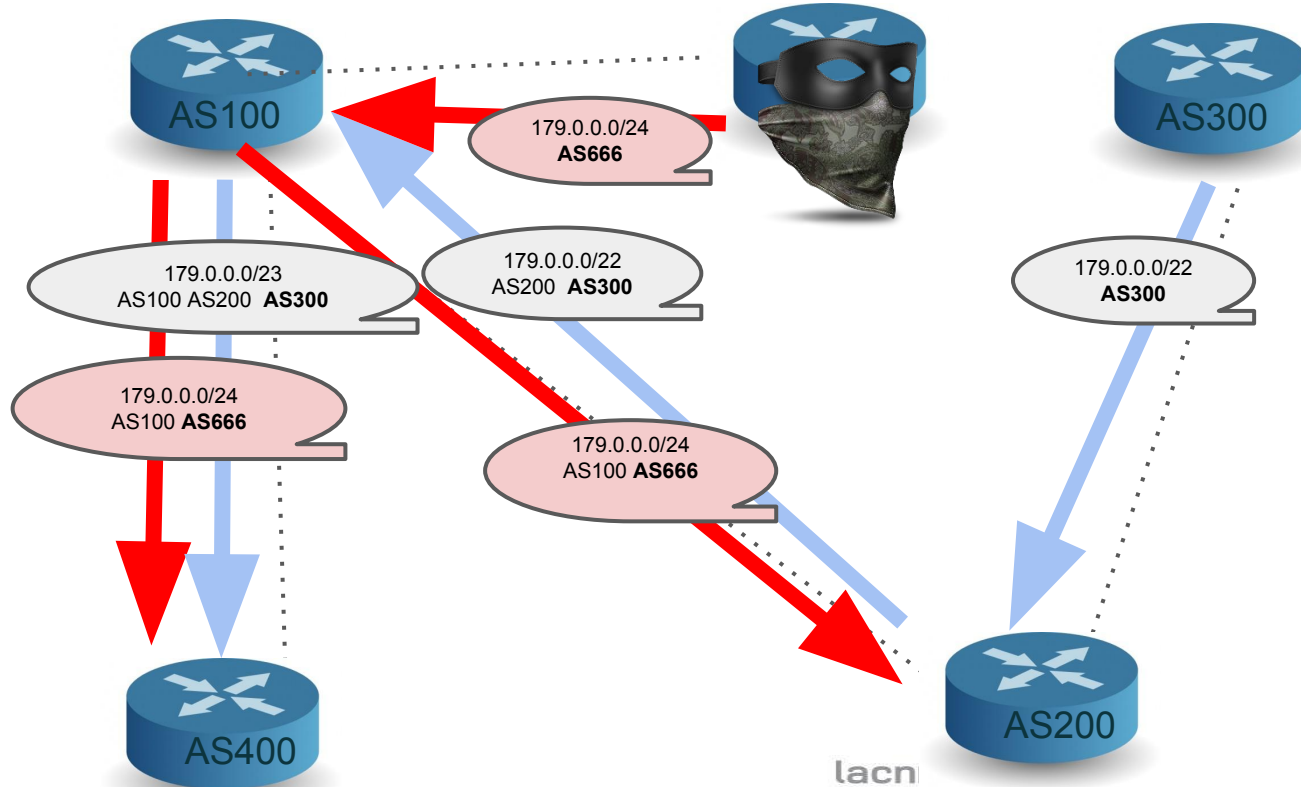 AS100
179.0.0.0/24
AS666
AS300
179.0.0.0/23
AS100 AS200 AS300
179.0.0.0/22
AS200 AS300
179.0.0.0/22
AS300
179.0.0.0/24
AS100 AS666
179.0.0.0/24
AS100 AS666
AS400
AS200
lacn